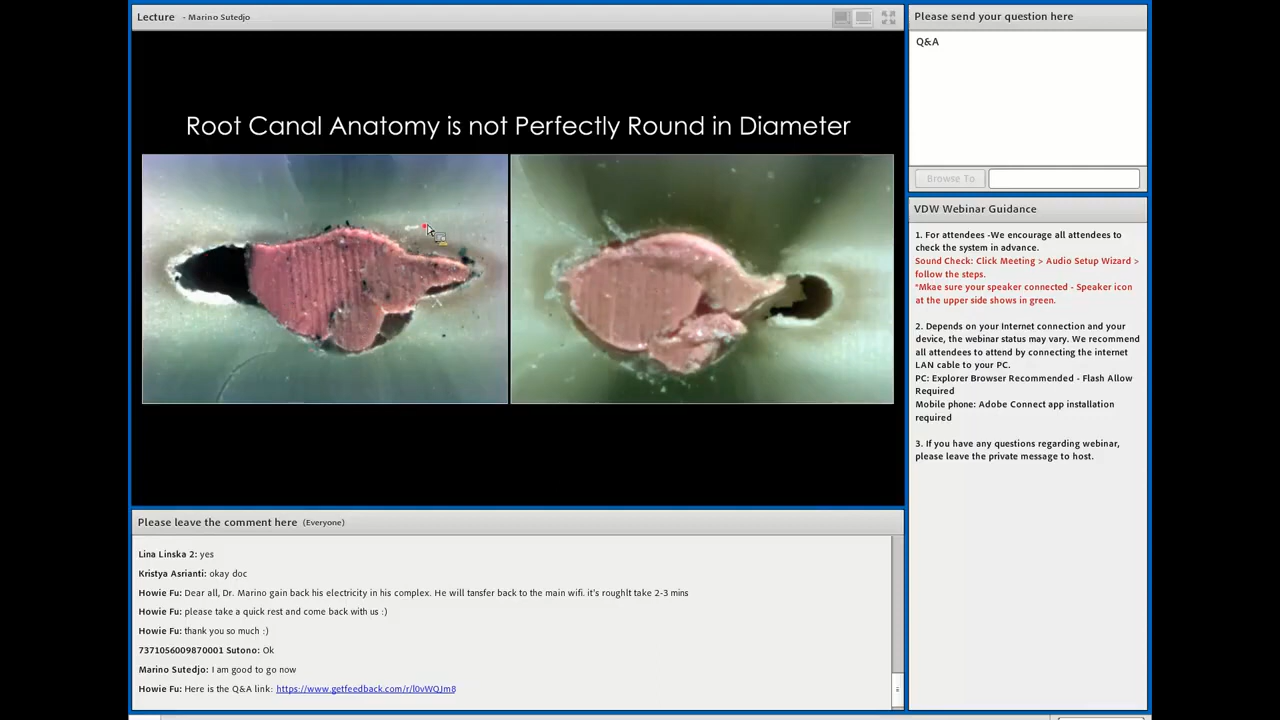 Lecture - Marino Sutedjo
Root Canal Anatomy is not Perfectly Round in Diameter
Please leave the comment here (Everyone)
Lina Linska 2: yes
Kristya Asrianti: okay doc
Howie Fu: Dear all, Dr. Marino gain back his electricity in his complex. He will tansfer back to the main wifi. it's roughlt take 2-3 mins
Howie Fu: please take a quick rest and come back with us :)
Howie Fu: thank you so much :)
7371056009870001 Sutono: Ok
Marino Sutedjo: I am good to go now
Howie Fu: Here is the Q&A link: https://www.getfeedback.com/r/l0vWQJm8
Please send your question here
Q&A
Browse To
VDW Webinar Guidance
1. For attendees -We encourage all attendees to
check the system in advance.
Sound Check: Click Meeting > Audio Setup Wizard >
follow the steps.
*Mkae sure your speaker connected - Speaker icon
at the upper side shows in green.
2. Depends on your Internet connection and your
device, the webinar status may vary. We recommend
all attendees to attend by connecting the internet
LAN cable to your PC.
PC: Explorer Browser Recommended - Flash Allow
Required
Mobile phone: Adobe Connect app installation
required
3. If you have any questions regarding webinar,
please leave the private message to host.